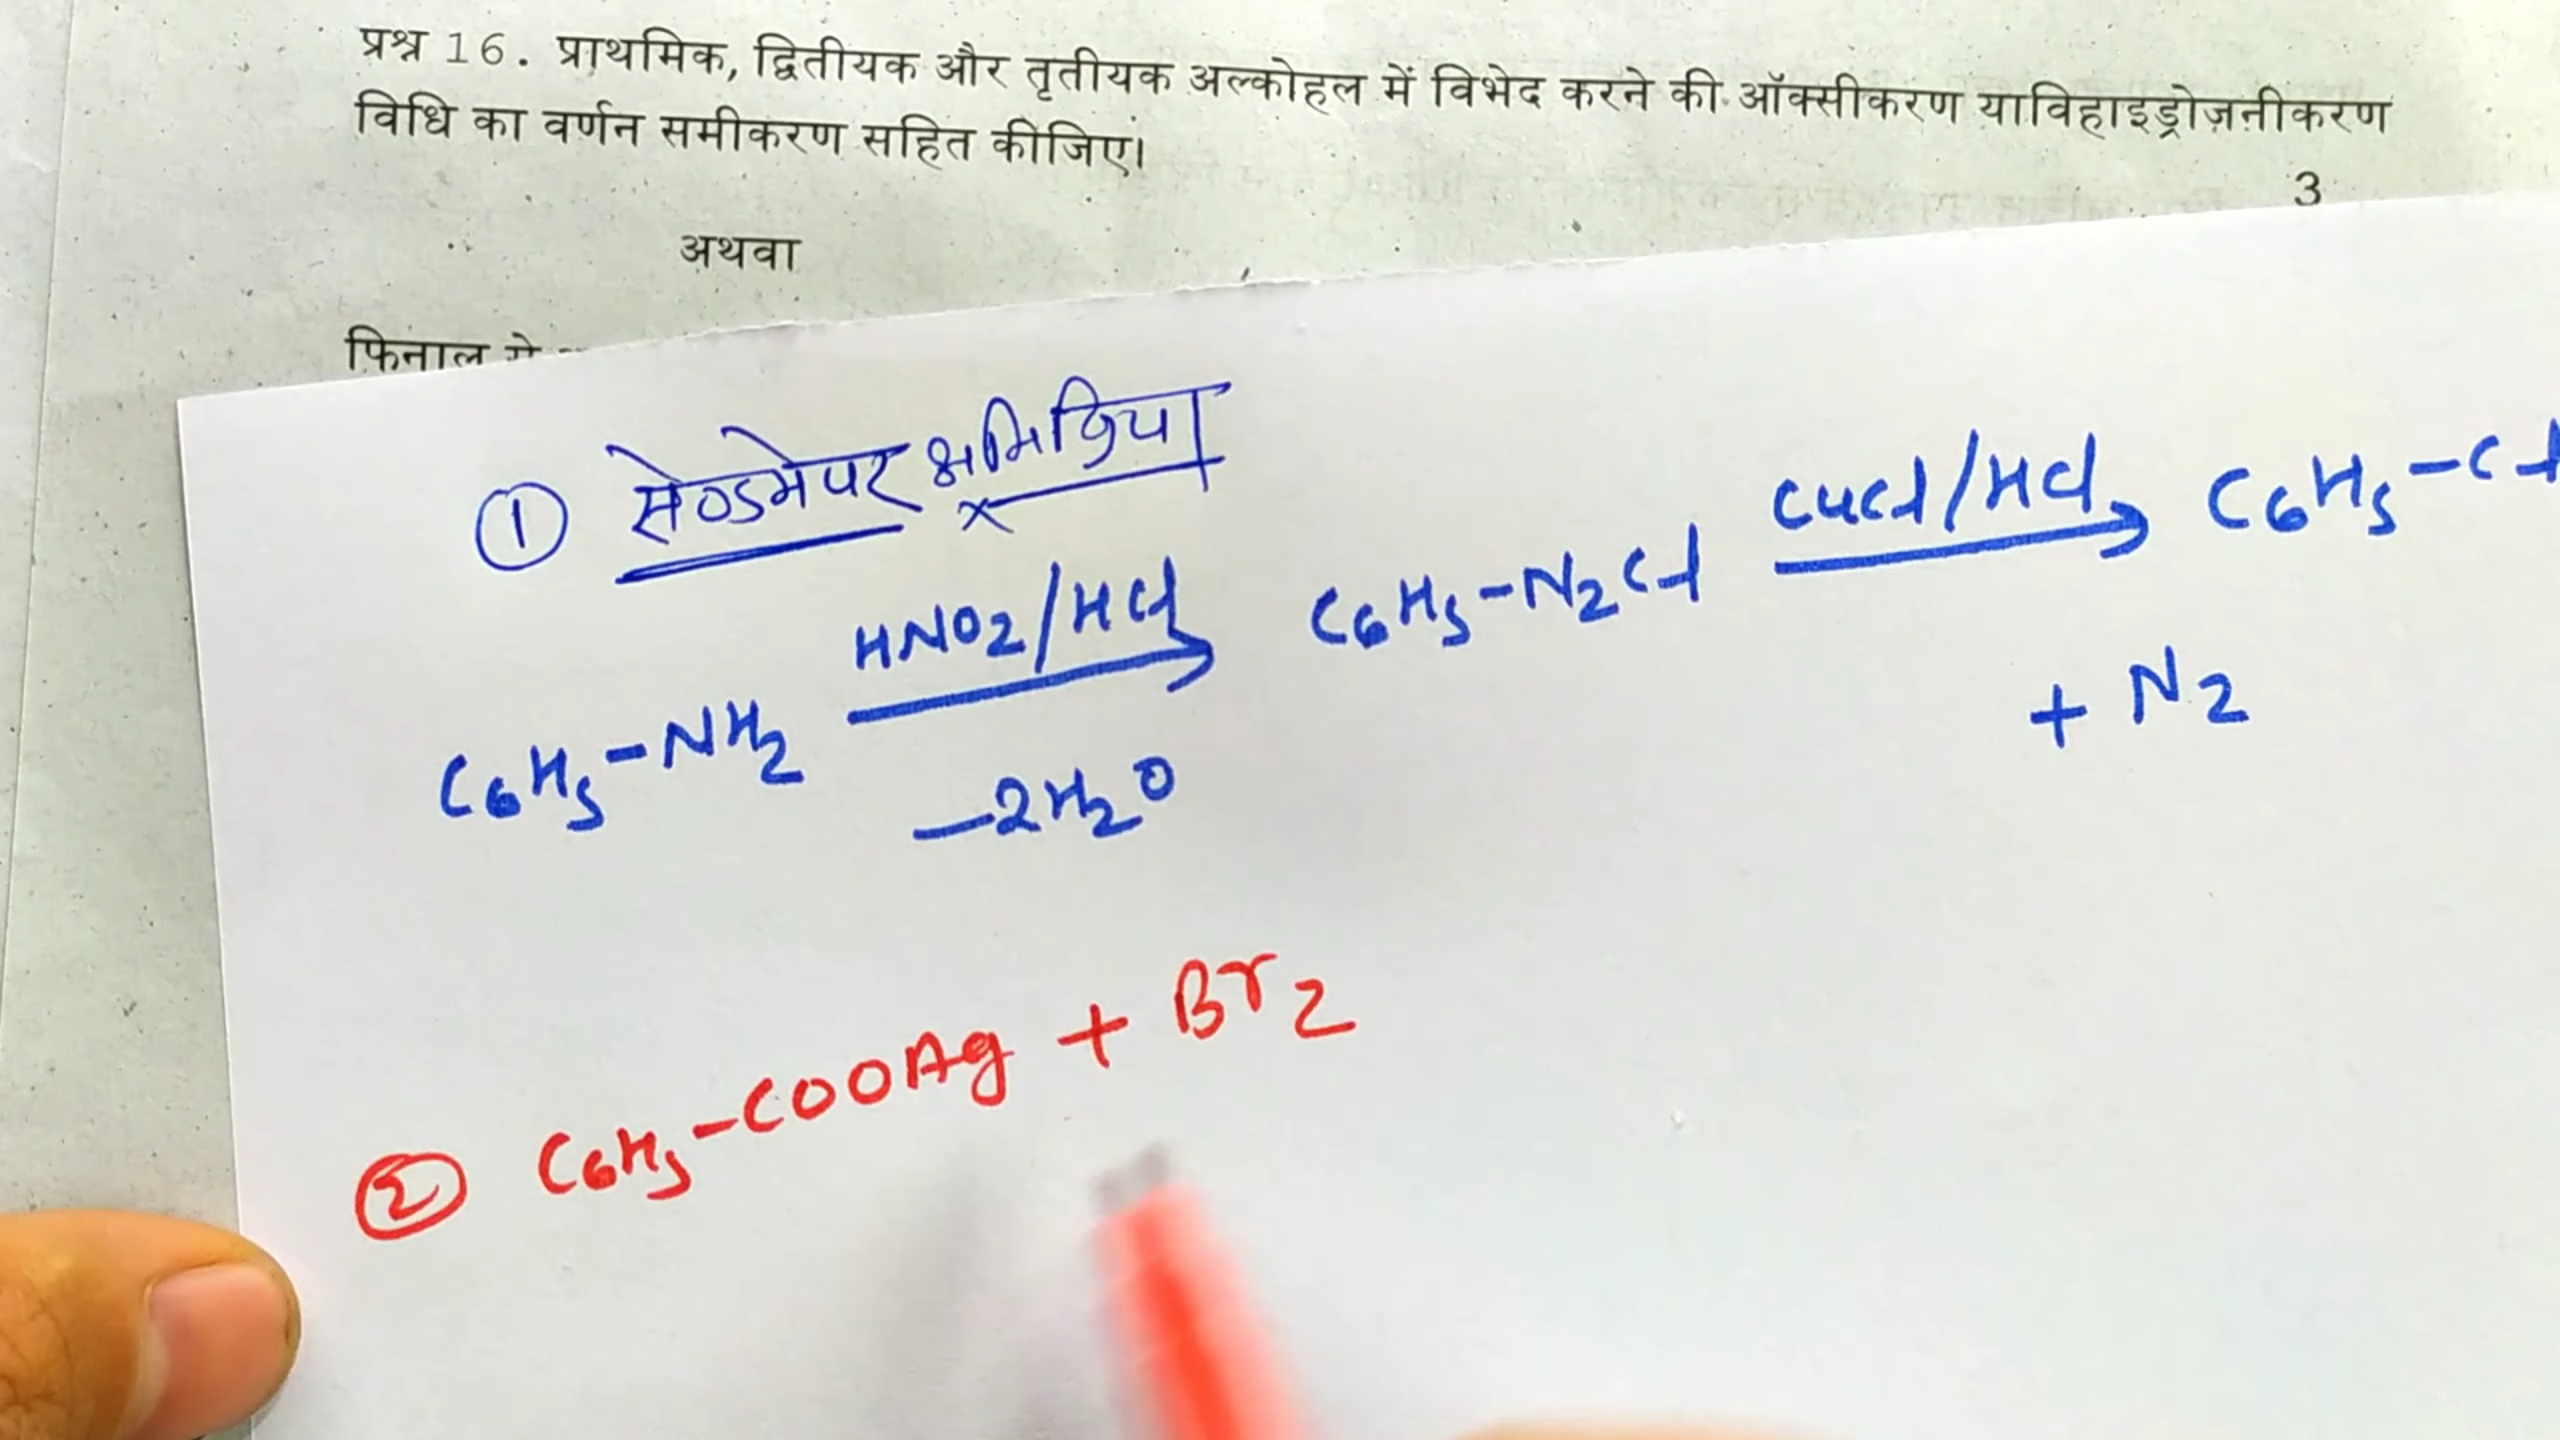 प्रश्न 16. प्राथमिक, द्वितीयक और तृतीयक अल्कोहल में विभेद करने की ऑक्सीकरण याविहाइड्रोज़नीकरण
विधि का वर्णन समीकरण सहित कीजिए।
3
अथवा
फिनाल से
① सेण्डमेयर अभिक्रिया
C6H5-NH2 HNO2/HCl → C6H5-N2Cl CuCl/HCl → C6H5-Cl
-2H2O + N2
② C6H5-COOAg + Br2